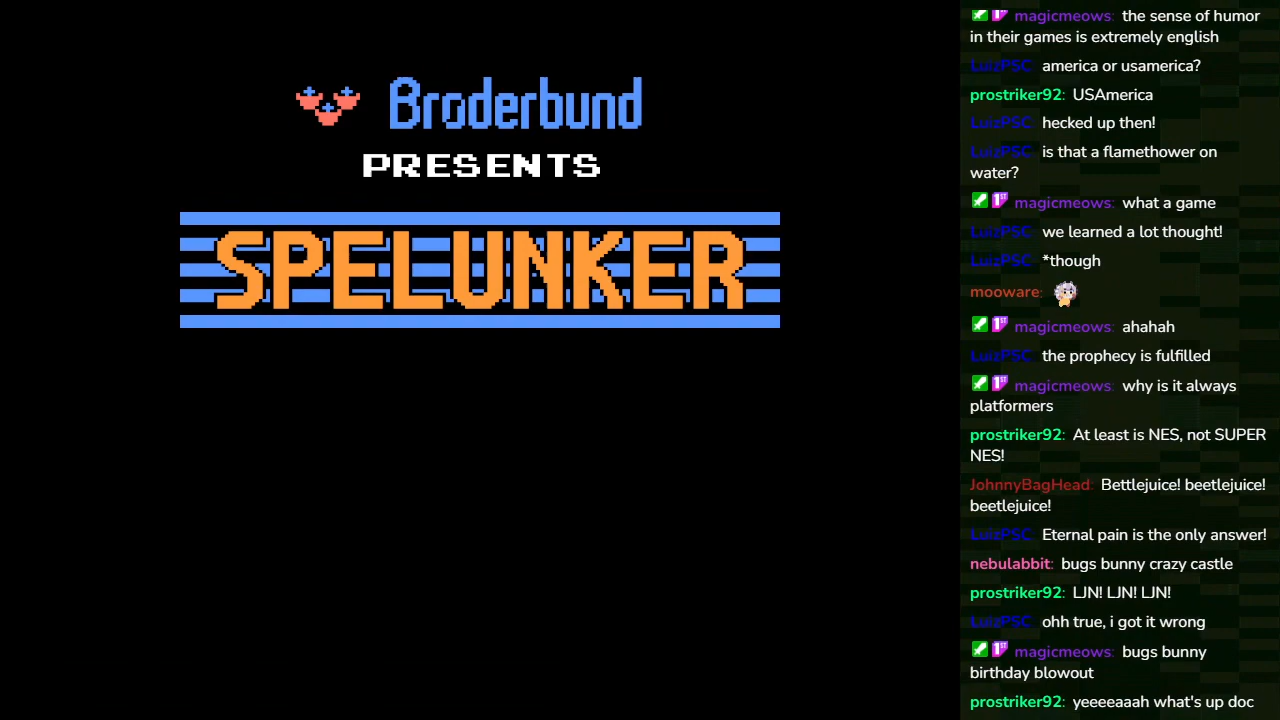 Broderbund
PRESENTS
SPELUNKER
magicmeows: the sense of humor
in their games is extremely english
LuizPSC: america or usamerica?
prostriker92: USAmerica
LuizPSC: hecked up then!
LuizPSC: is that a flamethower on
water?
magicmeows: what a game
LuizPSC: we learned a lot thought!
LuizPSC: *though
mooware:
magicmeows: ahahah
LuizPSC: the prophecy is fulfilled
magicmeows: why is it always
platformers
prostriker92: At least is NES, not SUPER
NES!
JohnnyBagHead: Bettlejuice! beetlejuice!
beetlejuice!
LuizPSC: Eternal pain is the only answer!
nebulabbit: bugs bunny crazy castle
prostriker92: LJN! LJN! LJN!
LuizPSC: ohh true, i got it wrong
magicmeows: bugs bunny
birthday blowout
prostriker92: yeeeeaaah what's up doc